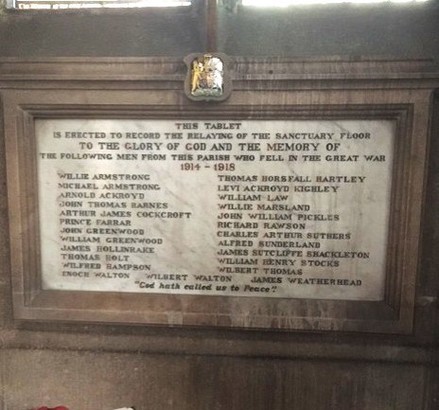 THIS TABLET
IS ERECTED TO RECORD THE RELAYING OF THE SANCTUARY FLOOR
TO THE GLORY OF GOD AND THE MEMORY OF
THE FOLLOWING MEN FROM THIS PARISH WHO FELL IN THE GREAT WAR
1914 - 1918
WILLIE ARMSTRONG
MICHAEL ARMSTRONG
ARNOLD ACKROYD
JOHN THOMAS BARNES
ARTHUR JAMES COCKCROFT
PRINCE FARRAR
JOHN GREENWOOD
WILLIAM GREENWOOD
JAMES HOLLINRAKE
THOMAS HOLT
WILFRED HAMPSON
THOMAS HORSFALL HARTLEY
LEVI ACKROYD KIGHLEY
WILLIAM LAW
WILLIE MARSLAND
JOHN WILLIAM PICKLES
RICHARD RAWSON
CHARLES ARTHUR SUTHERS
ALFRED SUNDERLAND
JAMES SUTCLIFFE SHACKLETON
WILLIAM HENRY STOCKS
WILBERT THOMAS
ENOCH WALTON WILBERT WALTON JAMES WEATHERHEAD
"God hath called us to Peace".